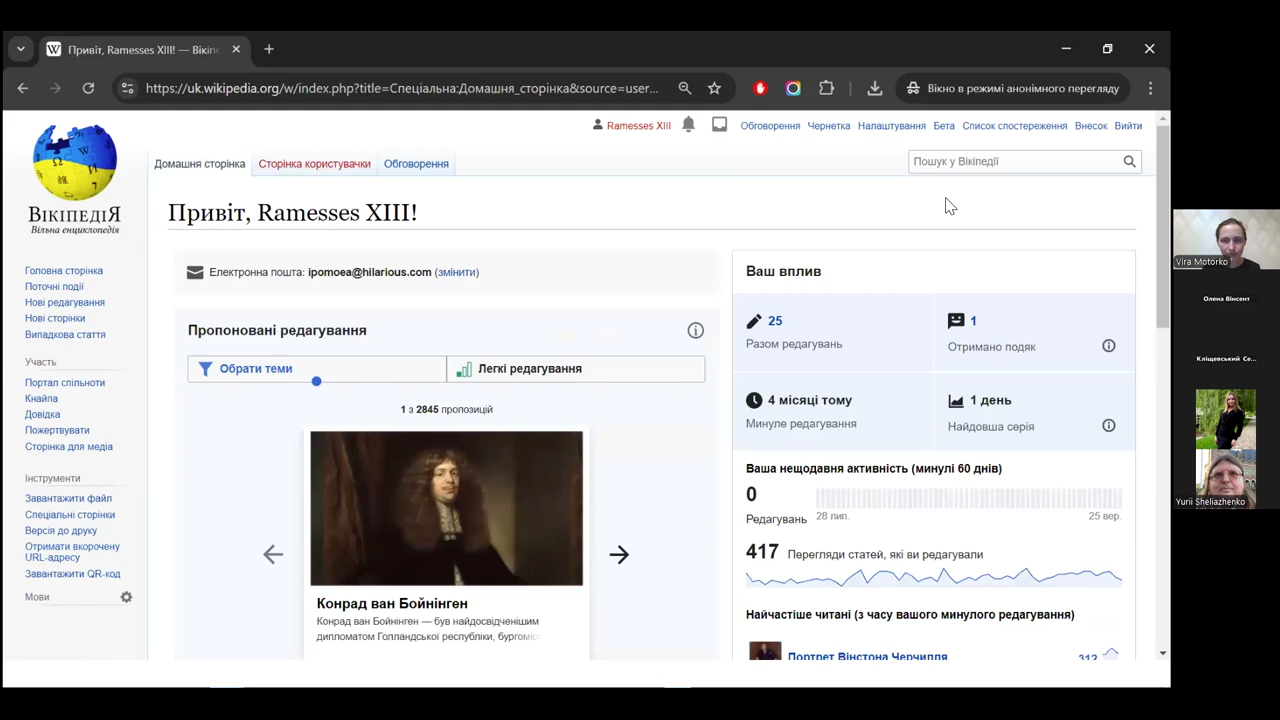 Привіт, Ramesses XIII! — Вікіпе
https://uk.wikipedia.org/w/index.php?title=Спеціальна:Домашня_сторінка&source=user...
Вікно в режимі анонімного перегляду
Ramesses XIII
Обговорення Чернетка Налаштування Бета Список спостереження Внесок Вийти
Домашня сторінка Сторінка користувачки Обговорення
Пошук у Вікіпедії
ВІКІПЕДІЯ
Вільна енциклопедія
Головна сторінка
Поточні події
Нові редагування
Нові сторінки
Випадкова стаття
Участь
Портал спільноти
Кнайпа
Довідка
Пожертвувати
Сторінка для медіа
Інструменти
Завантажити файл
Спеціальні сторінки
Версія до друку
Отримати вкорочену
URL-адресу
Завантажити QR-код
Мови
Привіт, Ramesses XIII!
Електронна пошта: ipomoea@hilarious.com (змінити)
Пропоновані редагування
Обрати теми
Легкі редагування
1 з 2845 пропозицій
Конрад ван Бойнінген
Конрад ван Бойнінген — був найдосвідченішим
дипломатом Голландської республіки, бургоміст
Ваш вплив
25
Разом редагувань
1
Отримано подяк
4 місяці тому
Минуле редагування
1 день
Найдовша серія
Ваша нещодавня активність (минулі 60 днів)
0
Редагувань
28 лип.
25 вер.
417 Перегляди статей, які ви редагували
Найчастіше читані (з часу вашого минулого редагування)
Портрет Вінстона Черчилля
312
Vira Motorko
Олена Вінсент
Кліщевський Се...
Yurii Sheliazhenko